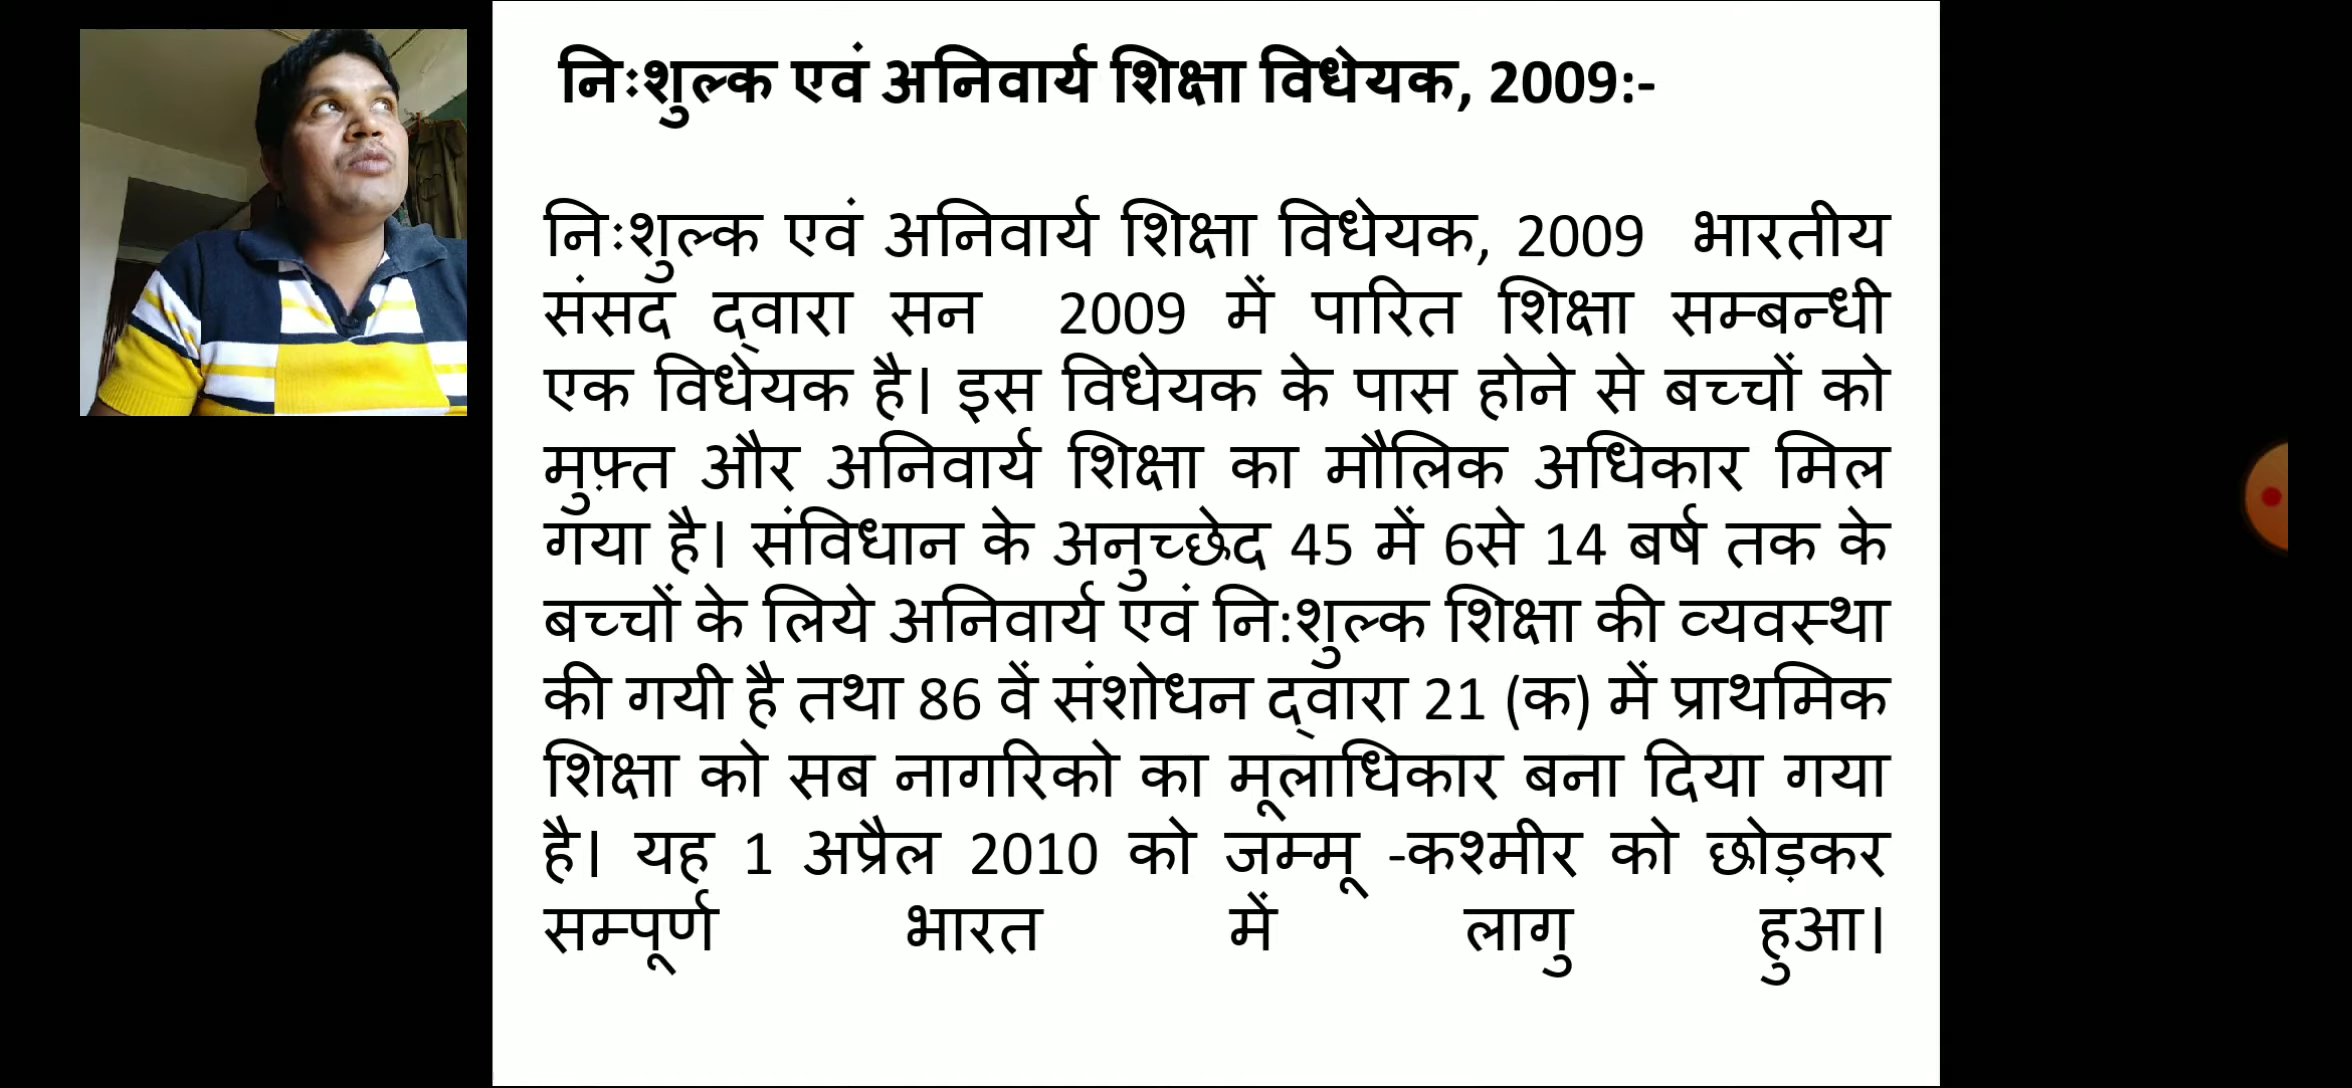 निःशुल्क एवं अनिवार्य शिक्षा विधेयक, 2009:-
निःशुल्क एवं अनिवार्य शिक्षा विधेयक, 2009 भारतीय
संसद द्वारा सन 2009 में पारित शिक्षा सम्बन्धी
एक विधेयक है। इस विधेयक के पास होने से बच्चों को
मुफ़्त और अनिवार्य शिक्षा का मौलिक अधिकार मिल
गया है। संविधान के अनुच्छेद 45 में 6से 14 बर्ष तक के
बच्चों के लिये अनिवार्य एवं नि:शुल्क शिक्षा की व्यवस्था
की गयी है तथा 86 वें संशोधन द्वारा 21 (क) में प्राथमिक
शिक्षा को सब नागरिको का मूलाधिकार बना दिया गया
है। यह 1 अप्रैल 2010 को जम्मू -कश्मीर को छोड़कर
सम्पूर्ण भारत में लागु हुआ।